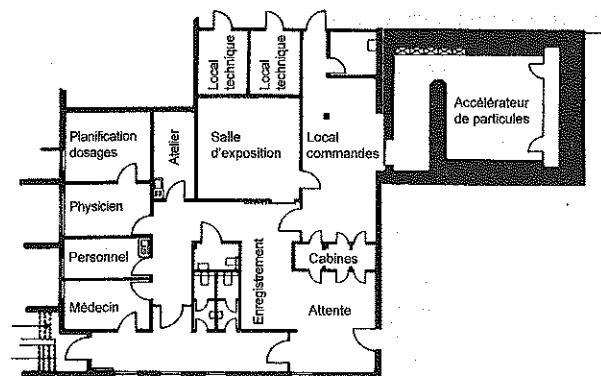 Local
technique
Local
technique
Accélérateur
de particules
Planification
dosages
Atelier
Salle
d'exposition
Local
commandes
Physicien
Personnel
Enregistrement
Cabines
Médecin
Attente